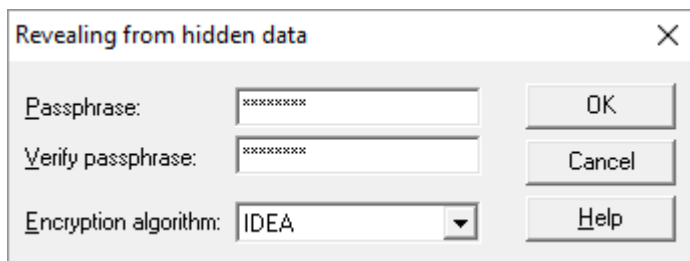 Revealing from hidden data
Passphrase: ******** OK
Verify passphrase: ******** Cancel
Encryption algorithm: IDEA Help